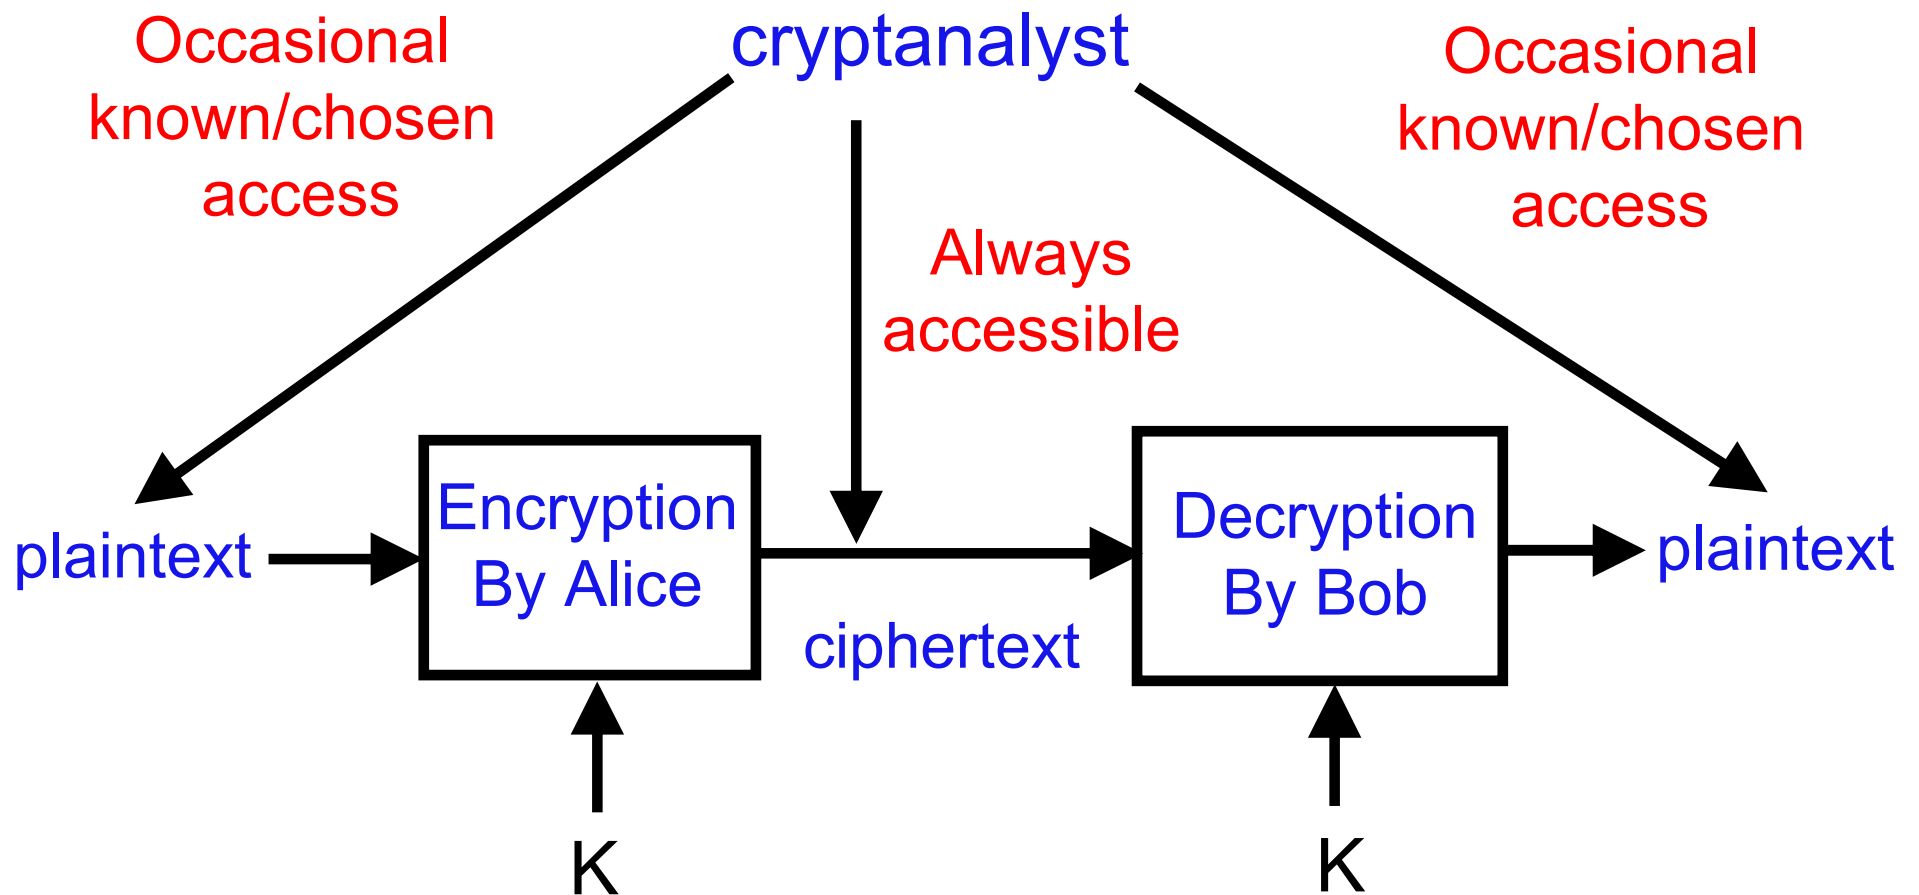 Occasional
known/chosen
access
cryptanalyst
Occasional
known/chosen
access
Always
accessible
plaintext
Encryption
By Alice
ciphertext
Decryption
By Bob
plaintext
K
K